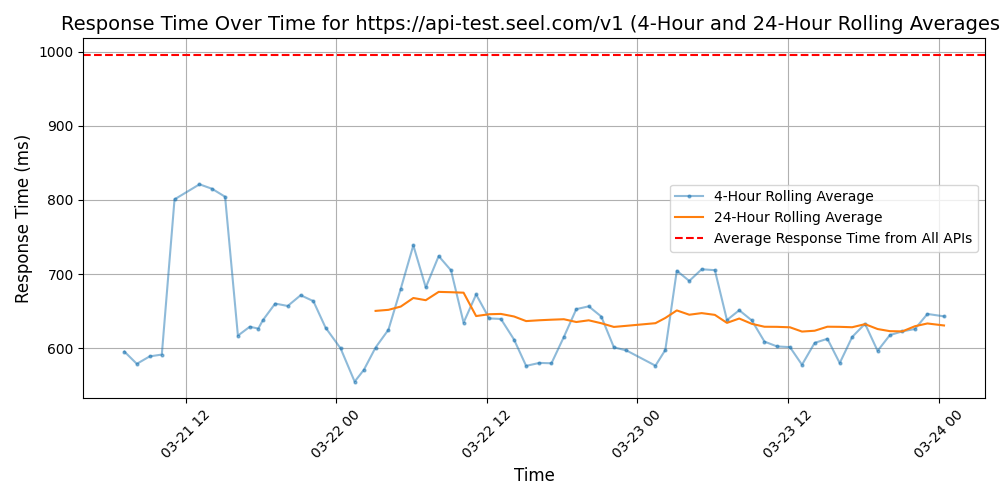 Response Time Over Time for https://api-test.seel.com/v1 (4-Hour and 24-Hour Rolling Averages
Response Time (ms)
1000
900
800
700
600
4-Hour Rolling Average
24-Hour Rolling Average
Average Response Time from All APIs
03-21 12
03-22 00
03-22 12
03-23 00
03-23 12
03-24 00
Time